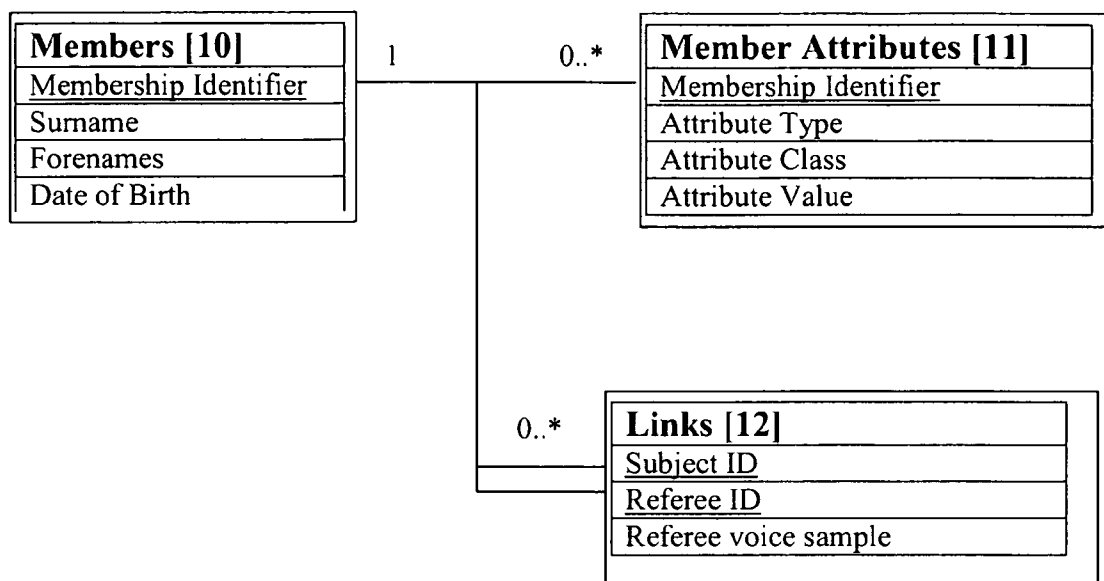 Members [10]
Membership Identifier
Surname
Forenames
Date of Birth
1
0..*
Member Attributes [11]
Membership Identifier
Attribute Type
Attribute Class
Attribute Value
0..*
Links [12]
Subject ID
Referee ID
Referee voice sample